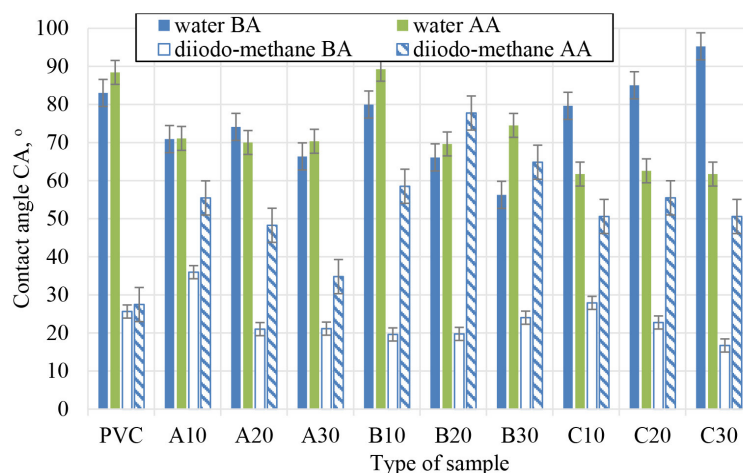 water BA
water AA
diiodo-methane BA
diiodo-methane AA
Contact angle CA, °
100
90
80
70
60
50
40
30
20
10
0
PVC A10 A20 A30 B10 B20 B30 C10 C20 C30
Type of sample